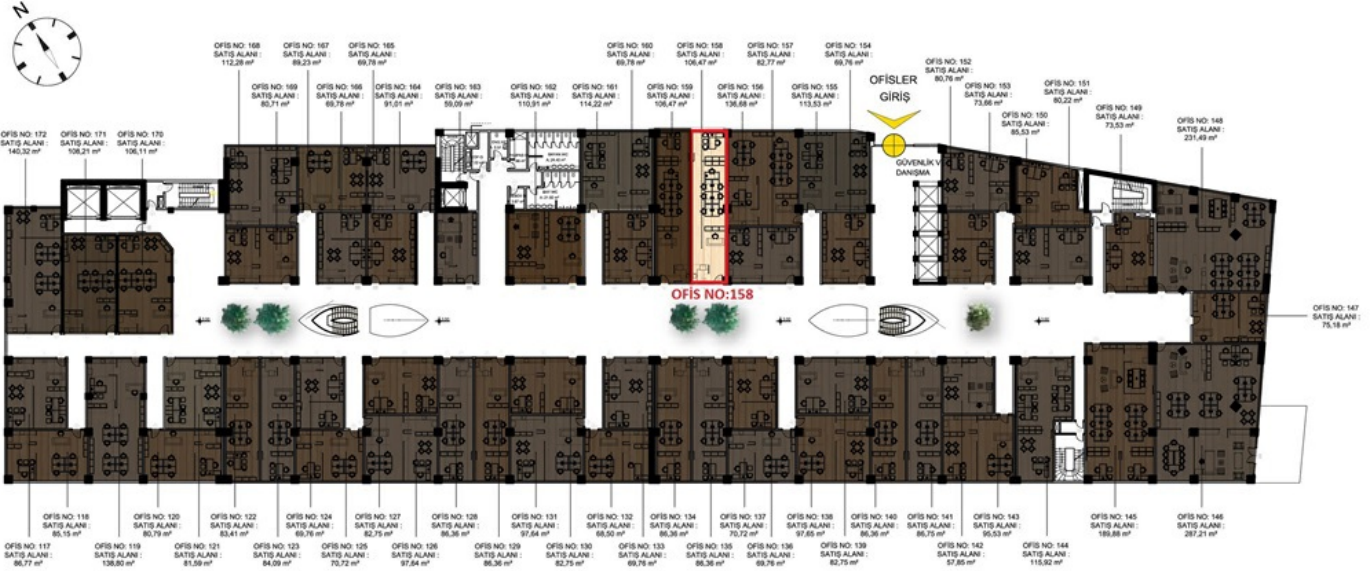 N
OFİS NO: 168
SATIŞ ALANI :
112,28 m²
OFİS NO: 167
SATIŞ ALANI :
89,23 m²
OFİS NO: 165
SATIŞ ALANI :
69,78 m²
OFİS NO: 160
SATIŞ ALANI :
69,78 m²
OFİS NO: 158
SATIŞ ALANI :
106,47 m²
OFİS NO: 157
SATIŞ ALANI :
82,77 m²
OFİS NO: 154
SATIŞ ALANI :
69,76 m²
OFİS NO: 152
SATIŞ ALANI :
80,76 m²
OFİS NO: 169
SATIŞ ALANI :
80,71 m²
OFİS NO: 166
SATIŞ ALANI :
69,78 m²
OFİS NO: 164
SATIŞ ALANI :
91,01 m²
OFİS NO: 163
SATIŞ ALANI :
59,09 m²
OFİS NO: 162
SATIŞ ALANI :
110,91 m²
OFİS NO: 161
SATIŞ ALANI :
114,22 m²
OFİS NO: 159
SATIŞ ALANI :
106,47 m²
OFİS NO: 156
SATIŞ ALANI :
136,68 m²
OFİS NO: 155
SATIŞ ALANI :
113,53 m²
OFİSLER
GİRİŞ
OFİS NO: 153
SATIŞ ALANI :
73,66 m²
OFİS NO: 151
SATIŞ ALANI :
80,22 m²
OFİS NO: 150
SATIŞ ALANI :
85,53 m²
OFİS NO: 149
SATIŞ ALANI :
73,53 m²
OFİS NO: 148
SATIŞ ALANI :
231,49 m²
OFİS NO: 172
SATIŞ ALANI :
140,32 m²
OFİS NO: 171
SATIŞ ALANI :
108,21 m²
OFİS NO: 170
SATIŞ ALANI :
106,11 m²
GÜVENLİK V
DANIŞMA
OFİS NO:158
OFİS NO: 147
SATIŞ ALANI :
75,18 m²
OFİS NO: 118
SATIŞ ALANI :
85,15 m²
OFİS NO: 120
SATIŞ ALANI :
80,79 m²
OFİS NO: 122
SATIŞ ALANI :
83,41 m²
OFİS NO: 124
SATIŞ ALANI :
69,76 m²
OFİS NO: 127
SATIŞ ALANI :
82,75 m²
OFİS NO: 128
SATIŞ ALANI :
86,36 m²
OFİS NO: 131
SATIŞ ALANI :
97,64 m²
OFİS NO: 132
SATIŞ ALANI :
68,50 m²
OFİS NO: 134
SATIŞ ALANI :
86,36 m²
OFİS NO: 137
SATIŞ ALANI :
70,72 m²
OFİS NO: 138
SATIŞ ALANI :
97,65 m²
OFİS NO: 140
SATIŞ ALANI :
86,36 m²
OFİS NO: 141
SATIŞ ALANI :
86,75 m²
OFİS NO: 143
SATIŞ ALANI :
95,53 m²
OFİS NO: 145
SATIŞ ALANI :
189,88 m²
OFİS NO: 146
SATIŞ ALANI :
287,21 m²
OFİS NO: 117
SATIŞ ALANI :
86,77 m²
OFİS NO: 119
SATIŞ ALANI :
138,80 m²
OFİS NO: 121
SATIŞ ALANI :
81,59 m²
OFİS NO: 123
SATIŞ ALANI :
84,09 m²
OFİS NO: 125
SATIŞ ALANI :
70,72 m²
OFİS NO: 126
SATIŞ ALANI :
97,64 m²
OFİS NO: 129
SATIŞ ALANI :
86,36 m²
OFİS NO: 130
SATIŞ ALANI :
82,75 m²
OFİS NO: 133
SATIŞ ALANI :
69,76 m²
OFİS NO: 135
SATIŞ ALANI :
86,36 m²
OFİS NO: 136
SATIŞ ALANI :
69,76 m²
OFİS NO: 139
SATIŞ ALANI :
82,75 m²
OFİS NO: 142
SATIŞ ALANI :
57,85 m²
OFİS NO: 144
SATIŞ ALANI :
115,92 m²